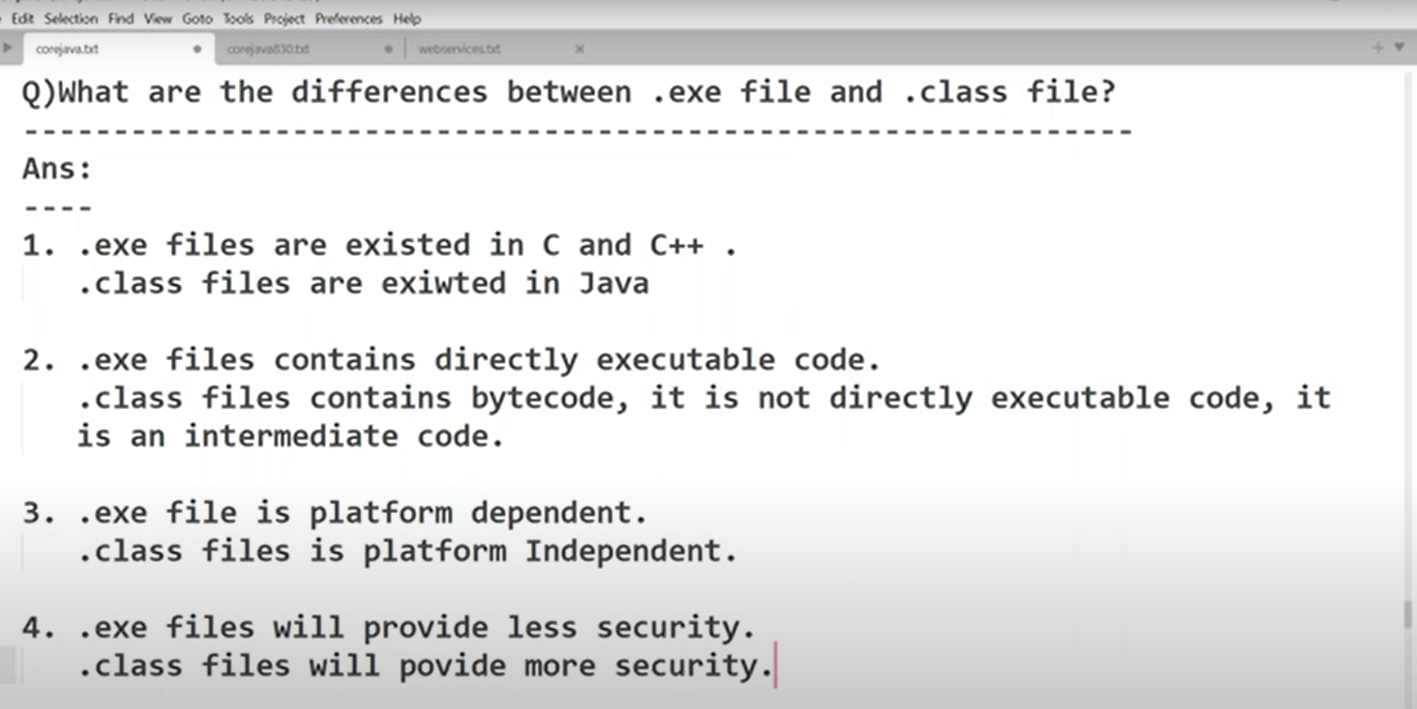 Edit Selection Find View Goto Tools Project Preferences Help
corejava.txt corejava830.txt webservices.txt
Q)What are the differences between .exe file and .class file?
---------------------------------------------------------------
Ans:
----
1. .exe files are existed in C and C++ .
.class files are exiwted in Java
2. .exe files contains directly executable code.
.class files contains bytecode, it is not directly executable code, it
is an intermediate code.
3. .exe file is platform dependent.
.class files is platform Independent.
4. .exe files will provide less security.
.class files will povide more security.